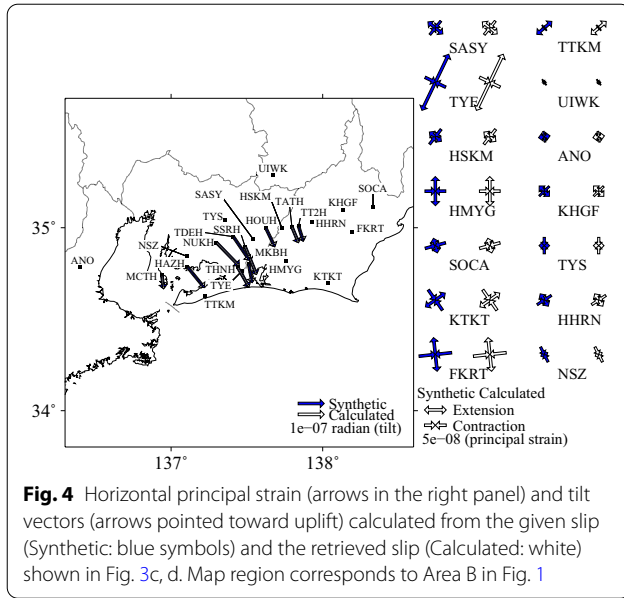 SASY TTKM
TYE UIWK
HSKM ANO
HMYG KHGF
SOCA TYS
KTKT HHRN
FKRT NSZ
Synthetic Calculated
Extension
Contraction
5e−08 (principal strain)
35°
34°
137°
138°
UIWK
SOCA
HSKM
SASY
TATH
KHGF
TYS
TT2H
HHRN
TDEH
SSRH
HOUH
FKRT
NSZ
NUKH
MKBH
ANO
HAZH
THNH
HMYG
MCTH
TYE
KTKT
TTKM
Synthetic
Calculated
1e−07 radian (tilt)
Fig. 4 Horizontal principal strain (arrows in the right panel) and tilt
vectors (arrows pointed toward uplift) calculated from the given slip
(Synthetic: blue symbols) and the retrieved slip (Calculated: white)
shown in Fig. 3c, d. Map region corresponds to Area B in Fig. 1